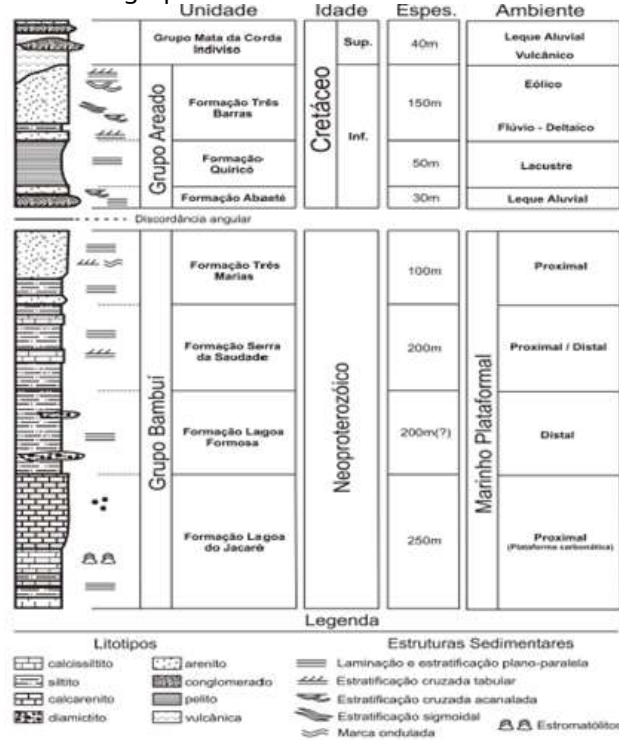 Unidade Idade Espes. Ambiente
Grupo Mata da Corda
Indiviso
Sup.
40m
Leque Aluvial
Vulcânico
Grupo Areado
Formação Três
Barras
Cretáceo
Inf.
150m
Eólico
Flúvio - Deltaico
Formação
Quiricó
50m
Lacustre
Formação Abaeté
30m
Leque Aluvial
Discordância angular
Grupo Bambuí
Formação Três
Marias
Neoproterozóico
100m
Marinho Plataformal
Proximal
Formação Serra
da Saudade
200m
Proximal / Distal
Formação Lagoa
Formosa
200m(?)
Distal
Formação Lagoa
do Jacaré
250m
Proximal
(Plataforma carbonática)
Legenda
Litotipos
calcissiltito
siltito
calcarenito
diamictito
arenito
conglomerado
pelito
vulcânica
Estruturas Sedimentares
Laminação e estratificação plano-paralela
Estratificação cruzada tabular
Estratificação cruzada acanalada
Estratificação sigmoidal
Marca ondulada
Estromatólitos